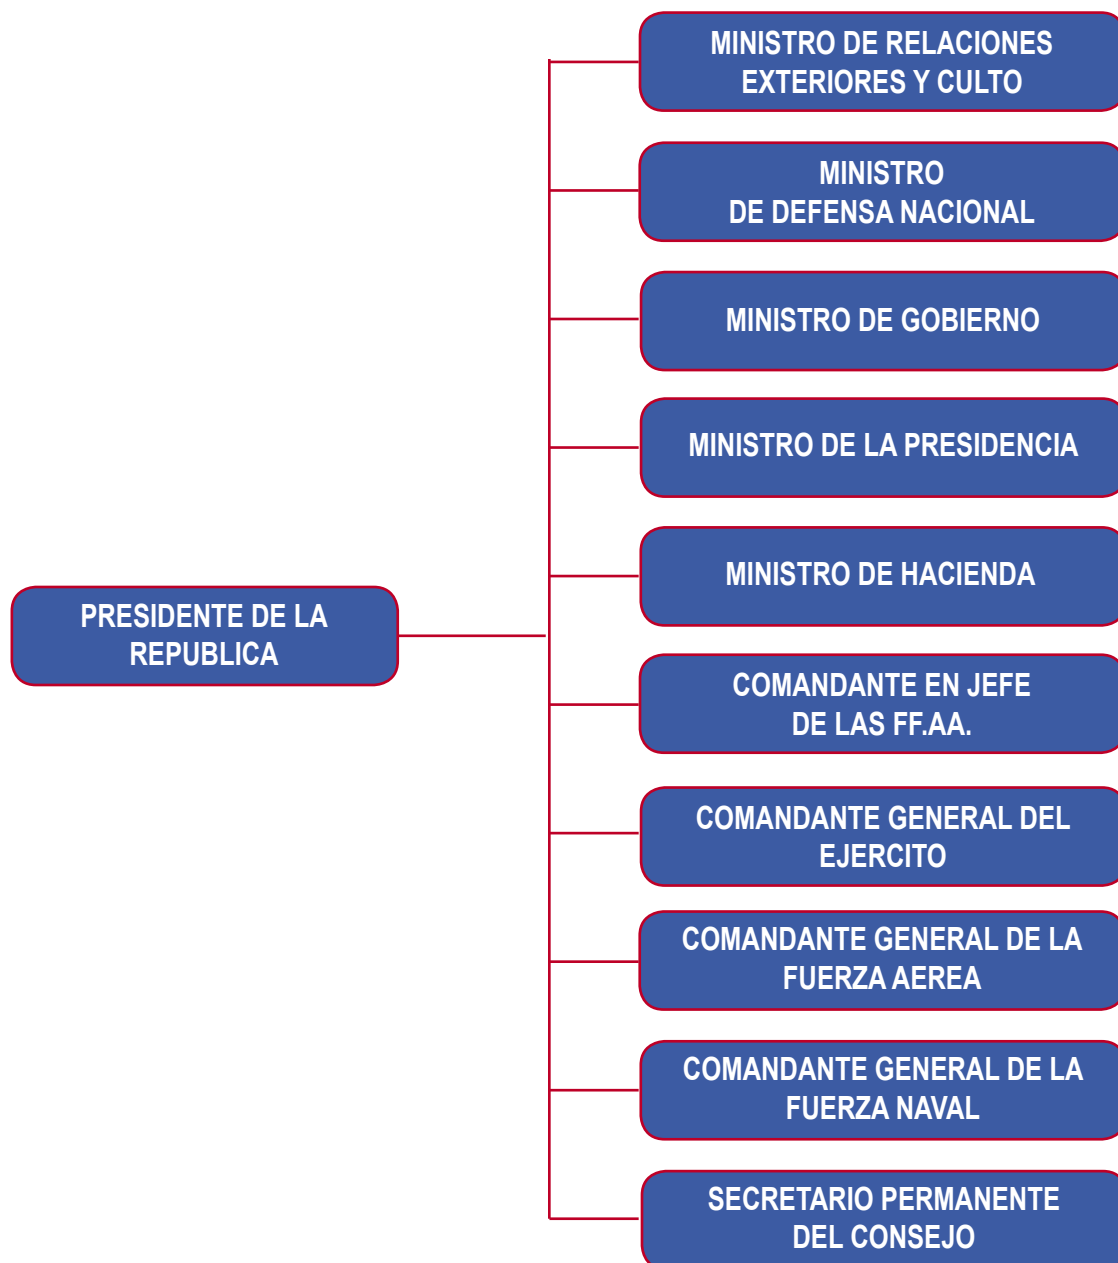 MINISTRO DE RELACIONES
EXTERIORES Y CULTO
MINISTRO
DE DEFENSA NACIONAL
MINISTRO DE GOBIERNO
MINISTRO DE LA PRESIDENCIA
MINISTRO DE HACIENDA
PRESIDENTE DE LA
REPUBLICA
COMANDANTE EN JEFE
DE LAS FF.AA.
COMANDANTE GENERAL DEL
EJERCITO
COMANDANTE GENERAL DE LA
FUERZA AEREA
COMANDANTE GENERAL DE LA
FUERZA NAVAL
SECRETARIO PERMANENTE
DEL CONSEJO